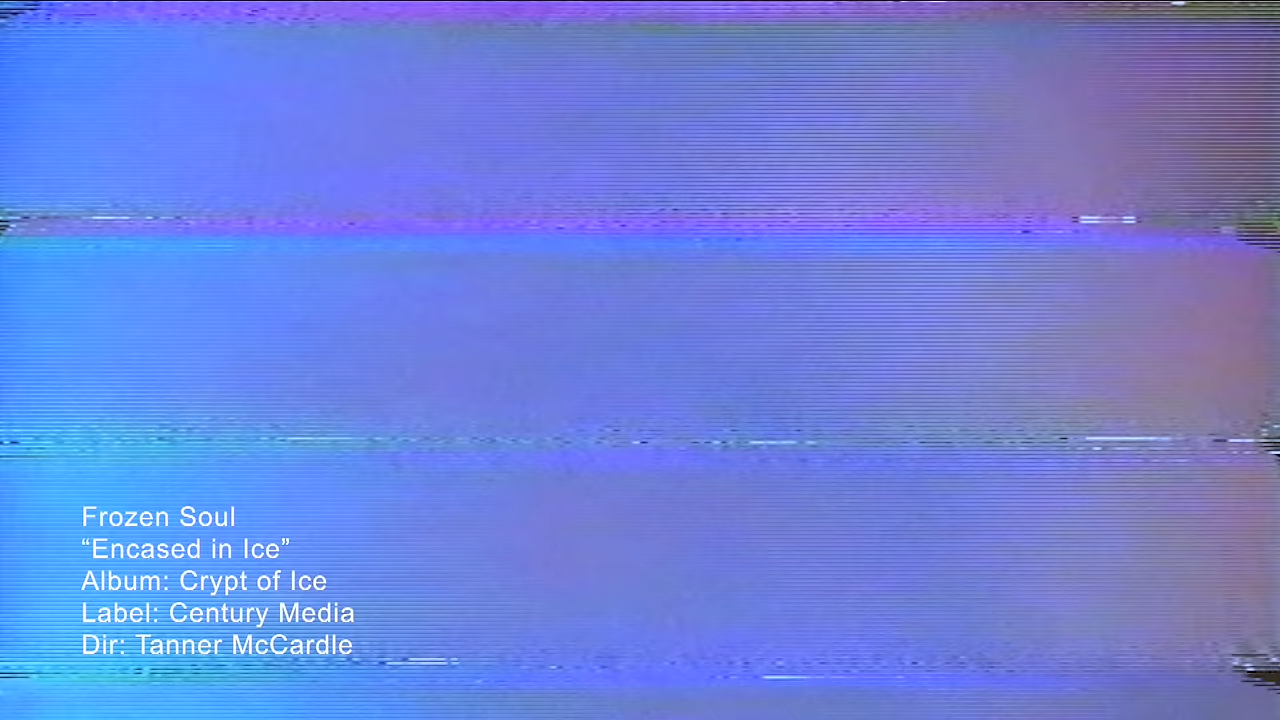 Frozen Soul
“Encased in Ice”
Album: Crypt of Ice
Label: Century Media
Dir: Tanner McCardle